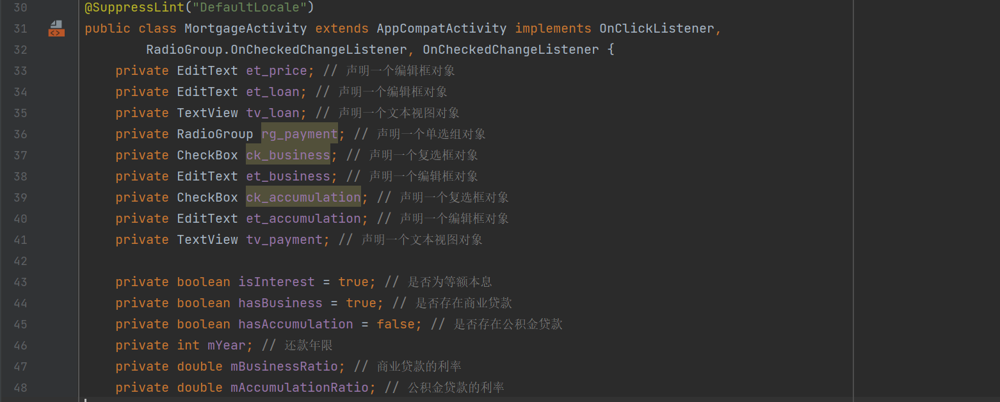 30 @SuppressLint("DefaultLocale")
31 public class MortgageActivity extends AppCompatActivity implements OnClickListener,
32 RadioGroup.OnCheckedChangeListener, OnCheckedChangeListener {
33 private EditText et_price; // 声明一个编辑框对象
34 private EditText et_loan; // 声明一个编辑框对象
35 private TextView tv_loan; // 声明一个文本视图对象
36 private RadioGroup rg_payment; // 声明一个单选组对象
37 private CheckBox ck_business; // 声明一个复选框对象
38 private EditText et_business; // 声明一个编辑框对象
39 private CheckBox ck_accumulation; // 声明一个复选框对象
40 private EditText et_accumulation; // 声明一个编辑框对象
41 private TextView tv_payment; // 声明一个文本视图对象
42
43 private boolean isInterest = true; // 是否为等额本息
44 private boolean hasBusiness = true; // 是否存在商业贷款
45 private boolean hasAccumulation = false; // 是否存在公积金贷款
46 private int mYear; // 还款年限
47 private double mBusinessRatio; // 商业贷款的利率
48 private double mAccumulationRatio; // 公积金贷款的利率